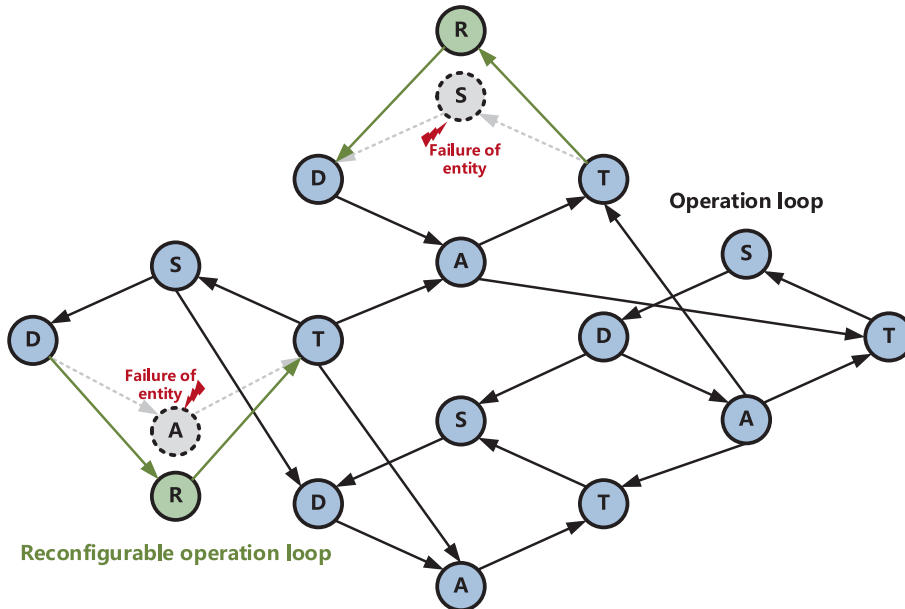 R
S
Failure of
entity
D
T
Operation loop
S
A
S
D
T
D
T
Failure of
entity
A
S
A
R
D
T
Reconfigurable operation loop
A